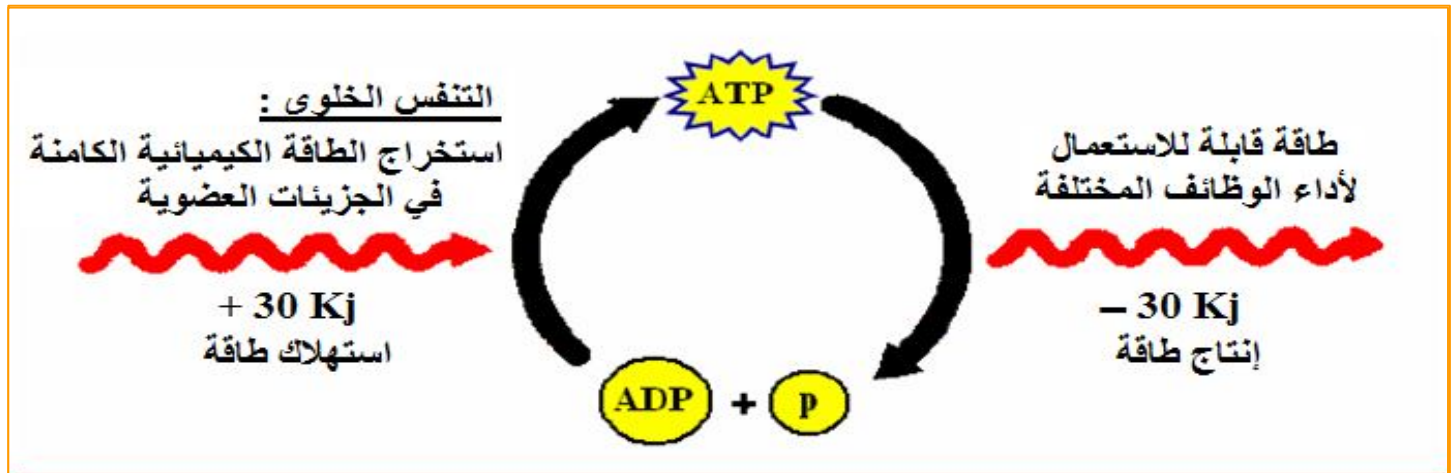 التنفس الخلوى :
استخراج الطاقة الكيميائية الكامنة
في الجزيئات العضوية
+ 30 Kj
استهلاك طاقة
ATP
ADP + p
طاقة قابلة للاستعمال
لأداء الوظائف المختلفة
– 30 Kj
إنتاج طاقة